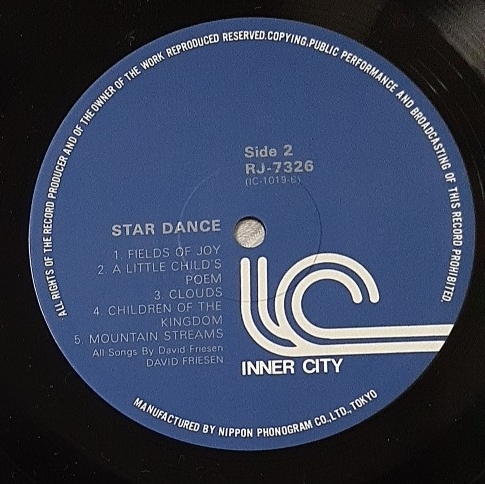 ALL RIGHTS OF THE RECORD PRODUCER AND OF THE OWNER OF THE WORK REPRODUCED RESERVED.COPYING,PUBLIC PERFORMANCE AND BROADCASTING OF THIS RECORD PROHIBITED
Side 2
RJ-7326
(IC-1019-B)
STAR DANCE
1. FIELDS OF JOY
2. A LITTLE CHILD'S
POEM
3. CLOUDS
4. CHILDREN OF THE
KINGDOM
5. MOUNTAIN STREAMS
All Songs By David Friesen
DAVID FRIESEN
INNER CITY
MANUFACTURED BY NIPPON PHONOGRAM CO.,LTD., TOKYO